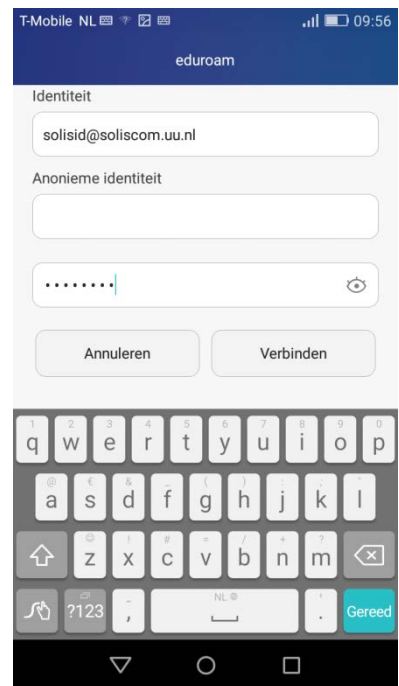 T-Mobile NL 09:56
eduroam
Identiteit
solisid@soliscom.uu.nl
Anonieme identiteit
••••••••
Annuleren Verbinden
1 2 3 4 5 6 7 8 9 0
q w e r t y u i o p
@ € & _ ( ) : ; "
a s d f g h j k l
! # = / + ?
z x c v b n m
NL
?123 , . Gereed